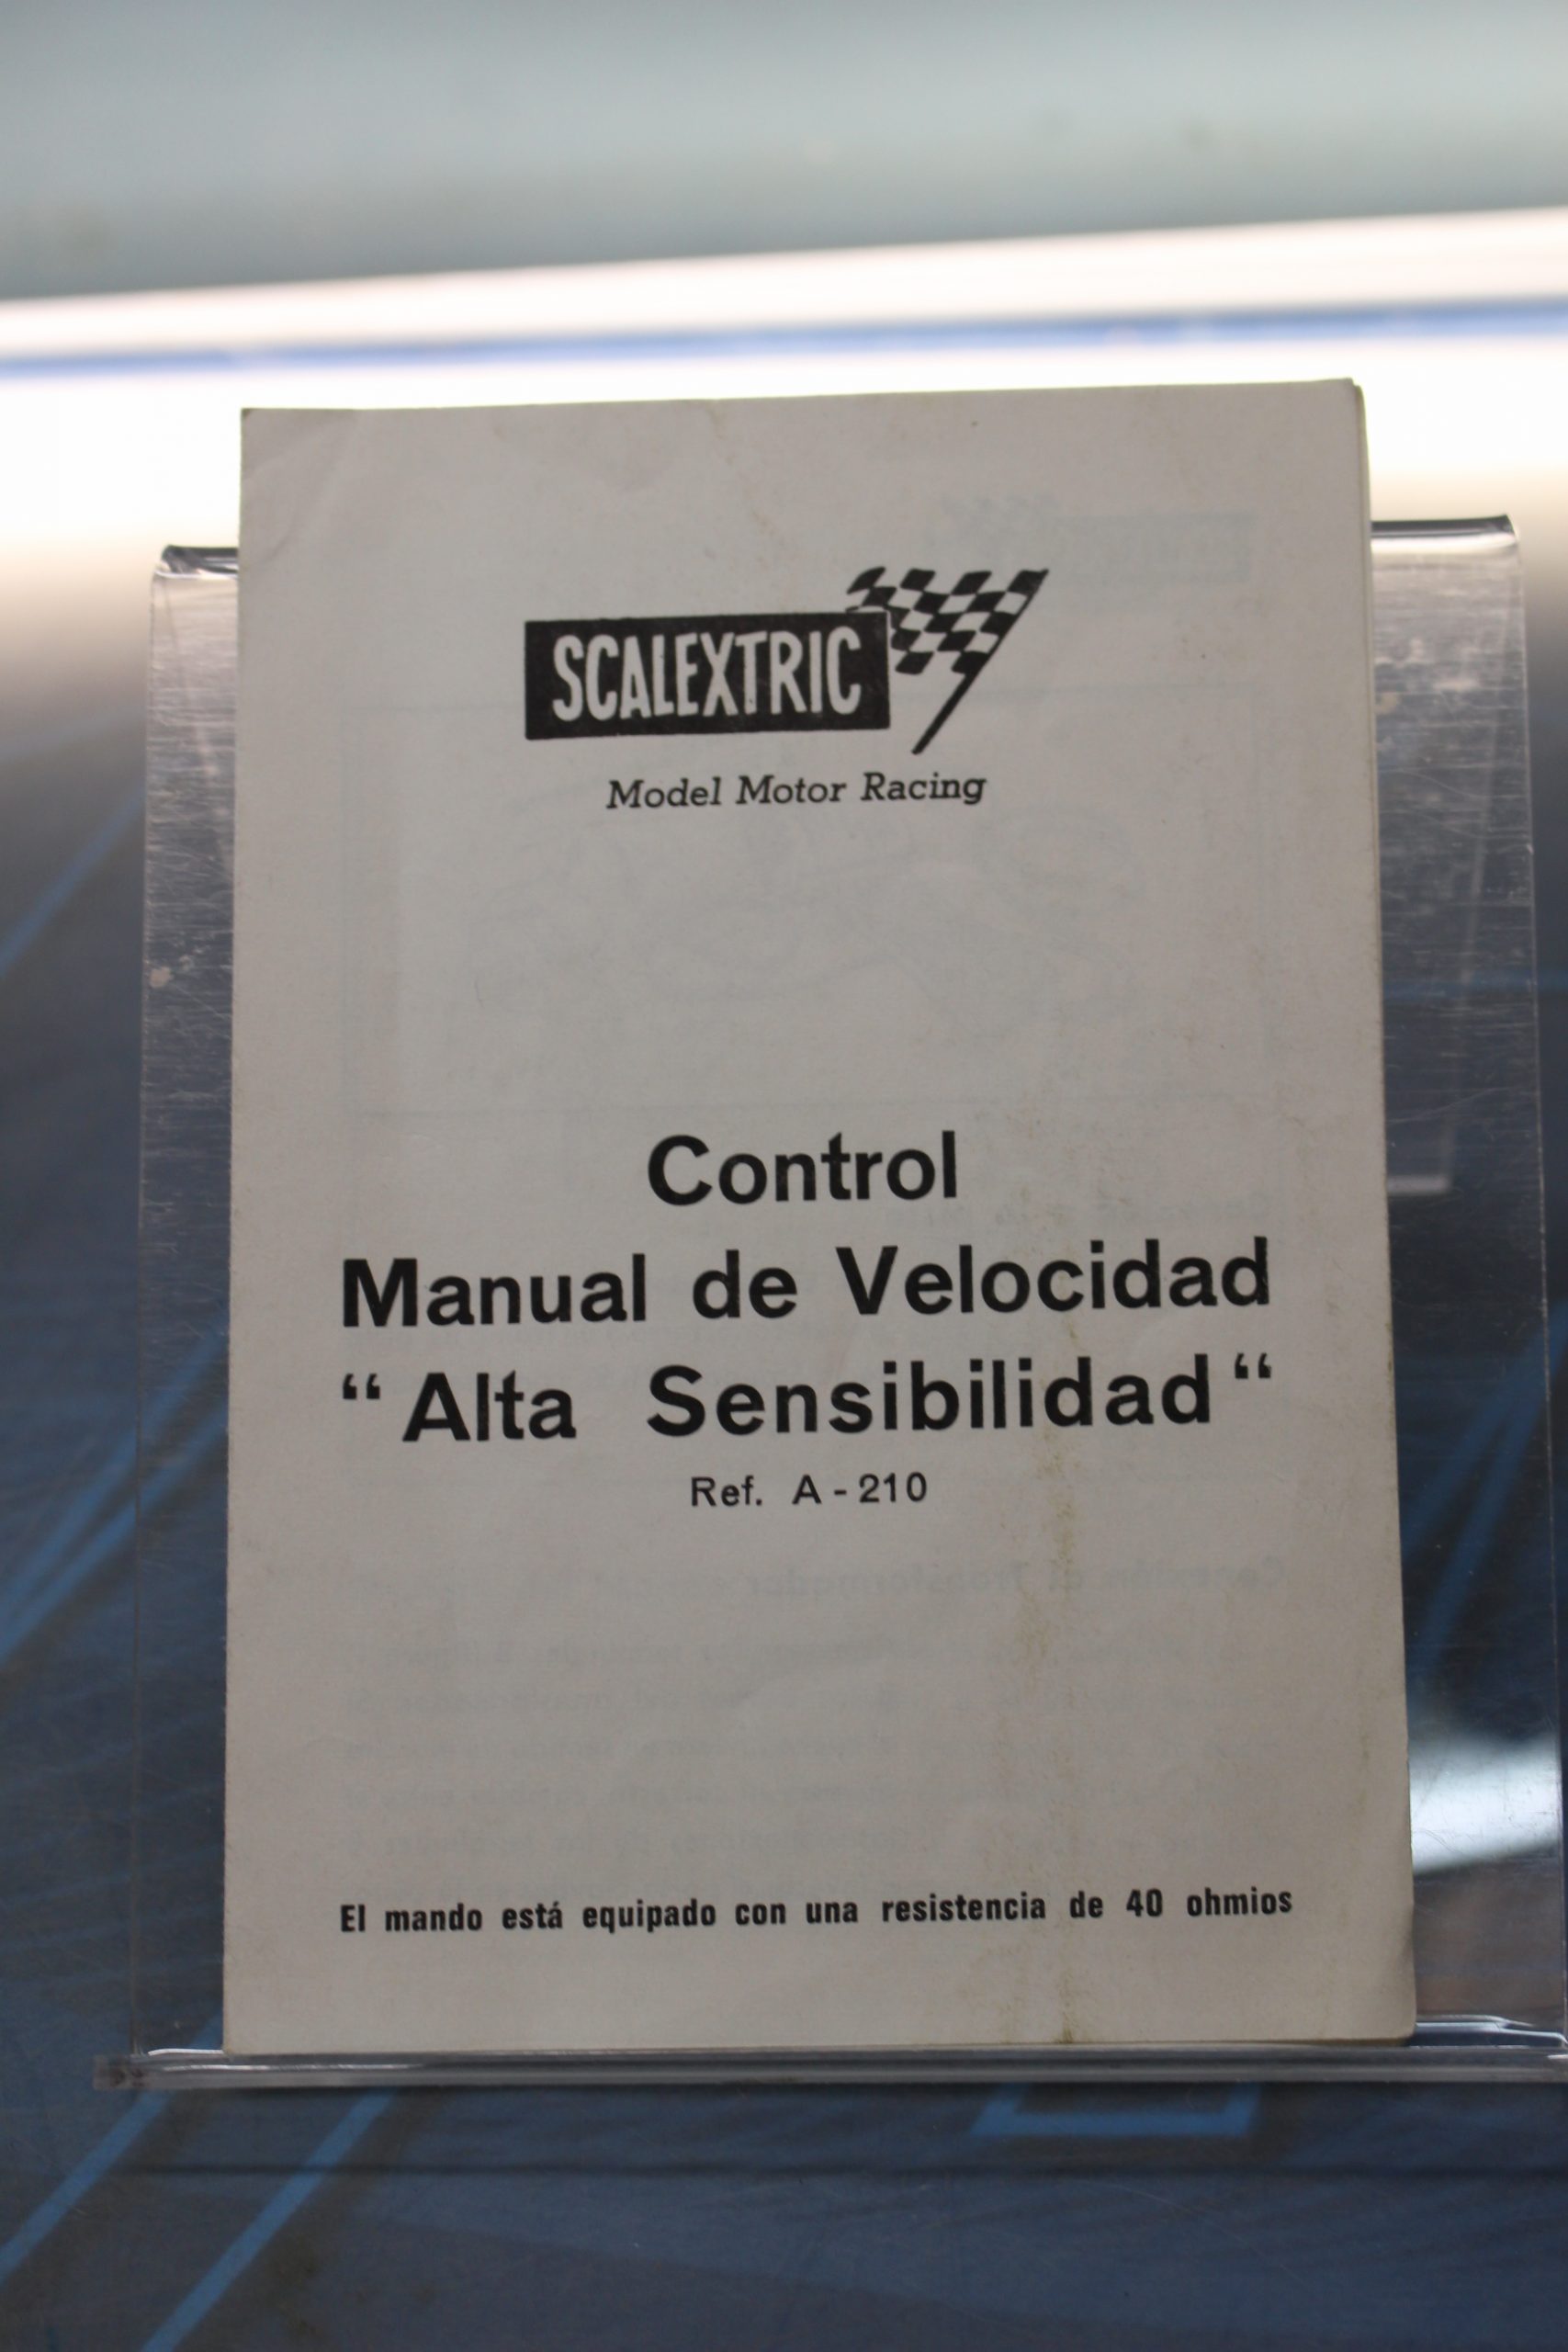 SCALEXTRIC
Model Motor Racing
Control
Manual de Velocidad
“ Alta Sensibilidad “
Ref. A - 210
El mando está equipado con una resistencia de 40 ohmios